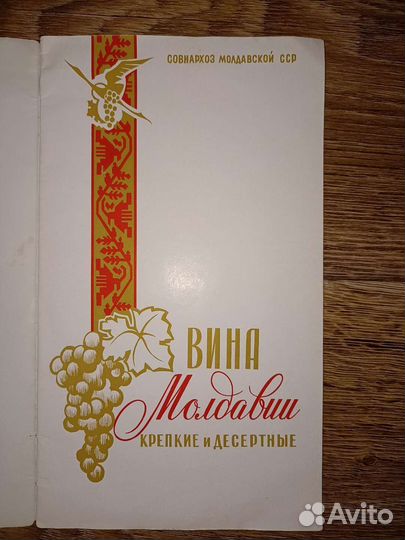 СОВНАРХОЗ МОЛДАВСКОЙ ССР
ВИНА
Молдавии
КРЕПКИЕ и ДЕСЕРТНЫЕ
Avito